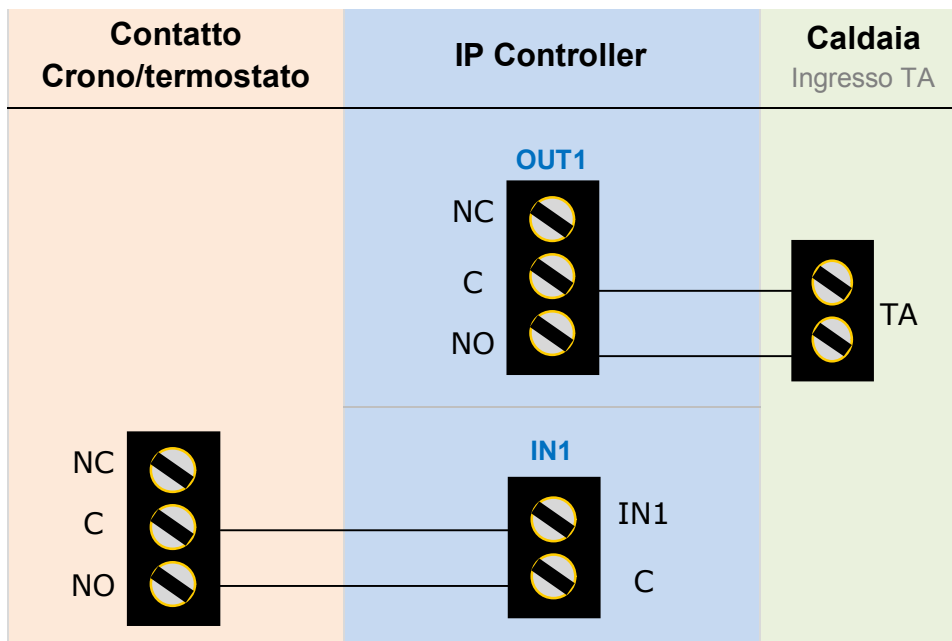 Contatto
Crono/termostato
IP Controller
Caldaia
Ingresso TA
OUT1
NC
C
NO
TA
NC
C
NO
IN1
IN1
C